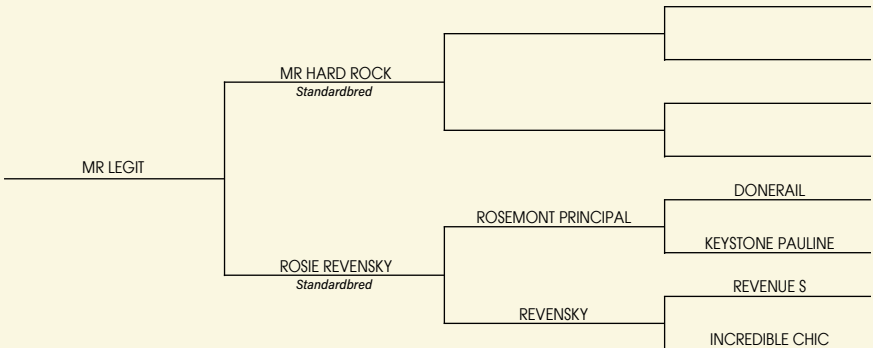 MR HARD ROCK
Standardbred
MR LEGIT
DONERAIL
ROSEMONT PRINCIPAL
KEYSTONE PAULINE
ROSIE REVENSKY
Standardbred
REVENUE S
REVENSKY
INCREDIBLE CHIC